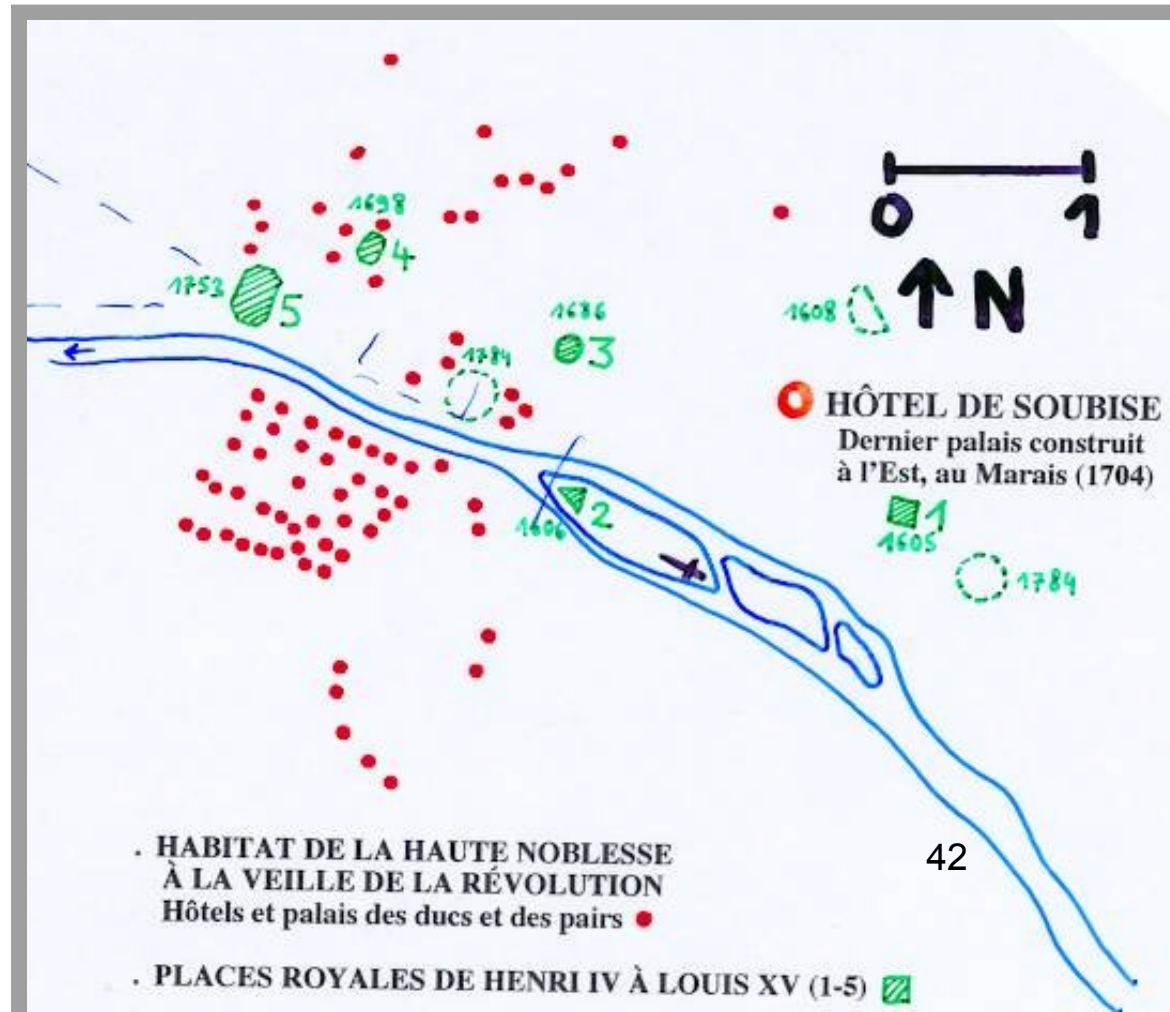 1698
4
0 1
1753
5
1686
3
1608
N
1784
HÔTEL DE SOUBISE
Dernier palais construit
à l'Est, au Marais (1704)
2
1606
1
1605
1784
42
. HABITAT DE LA HAUTE NOBLESSE
À LA VEILLE DE LA RÉVOLUTION
Hôtels et palais des ducs et des pairs
. PLACES ROYALES DE HENRI IV À LOUIS XV (1-5)